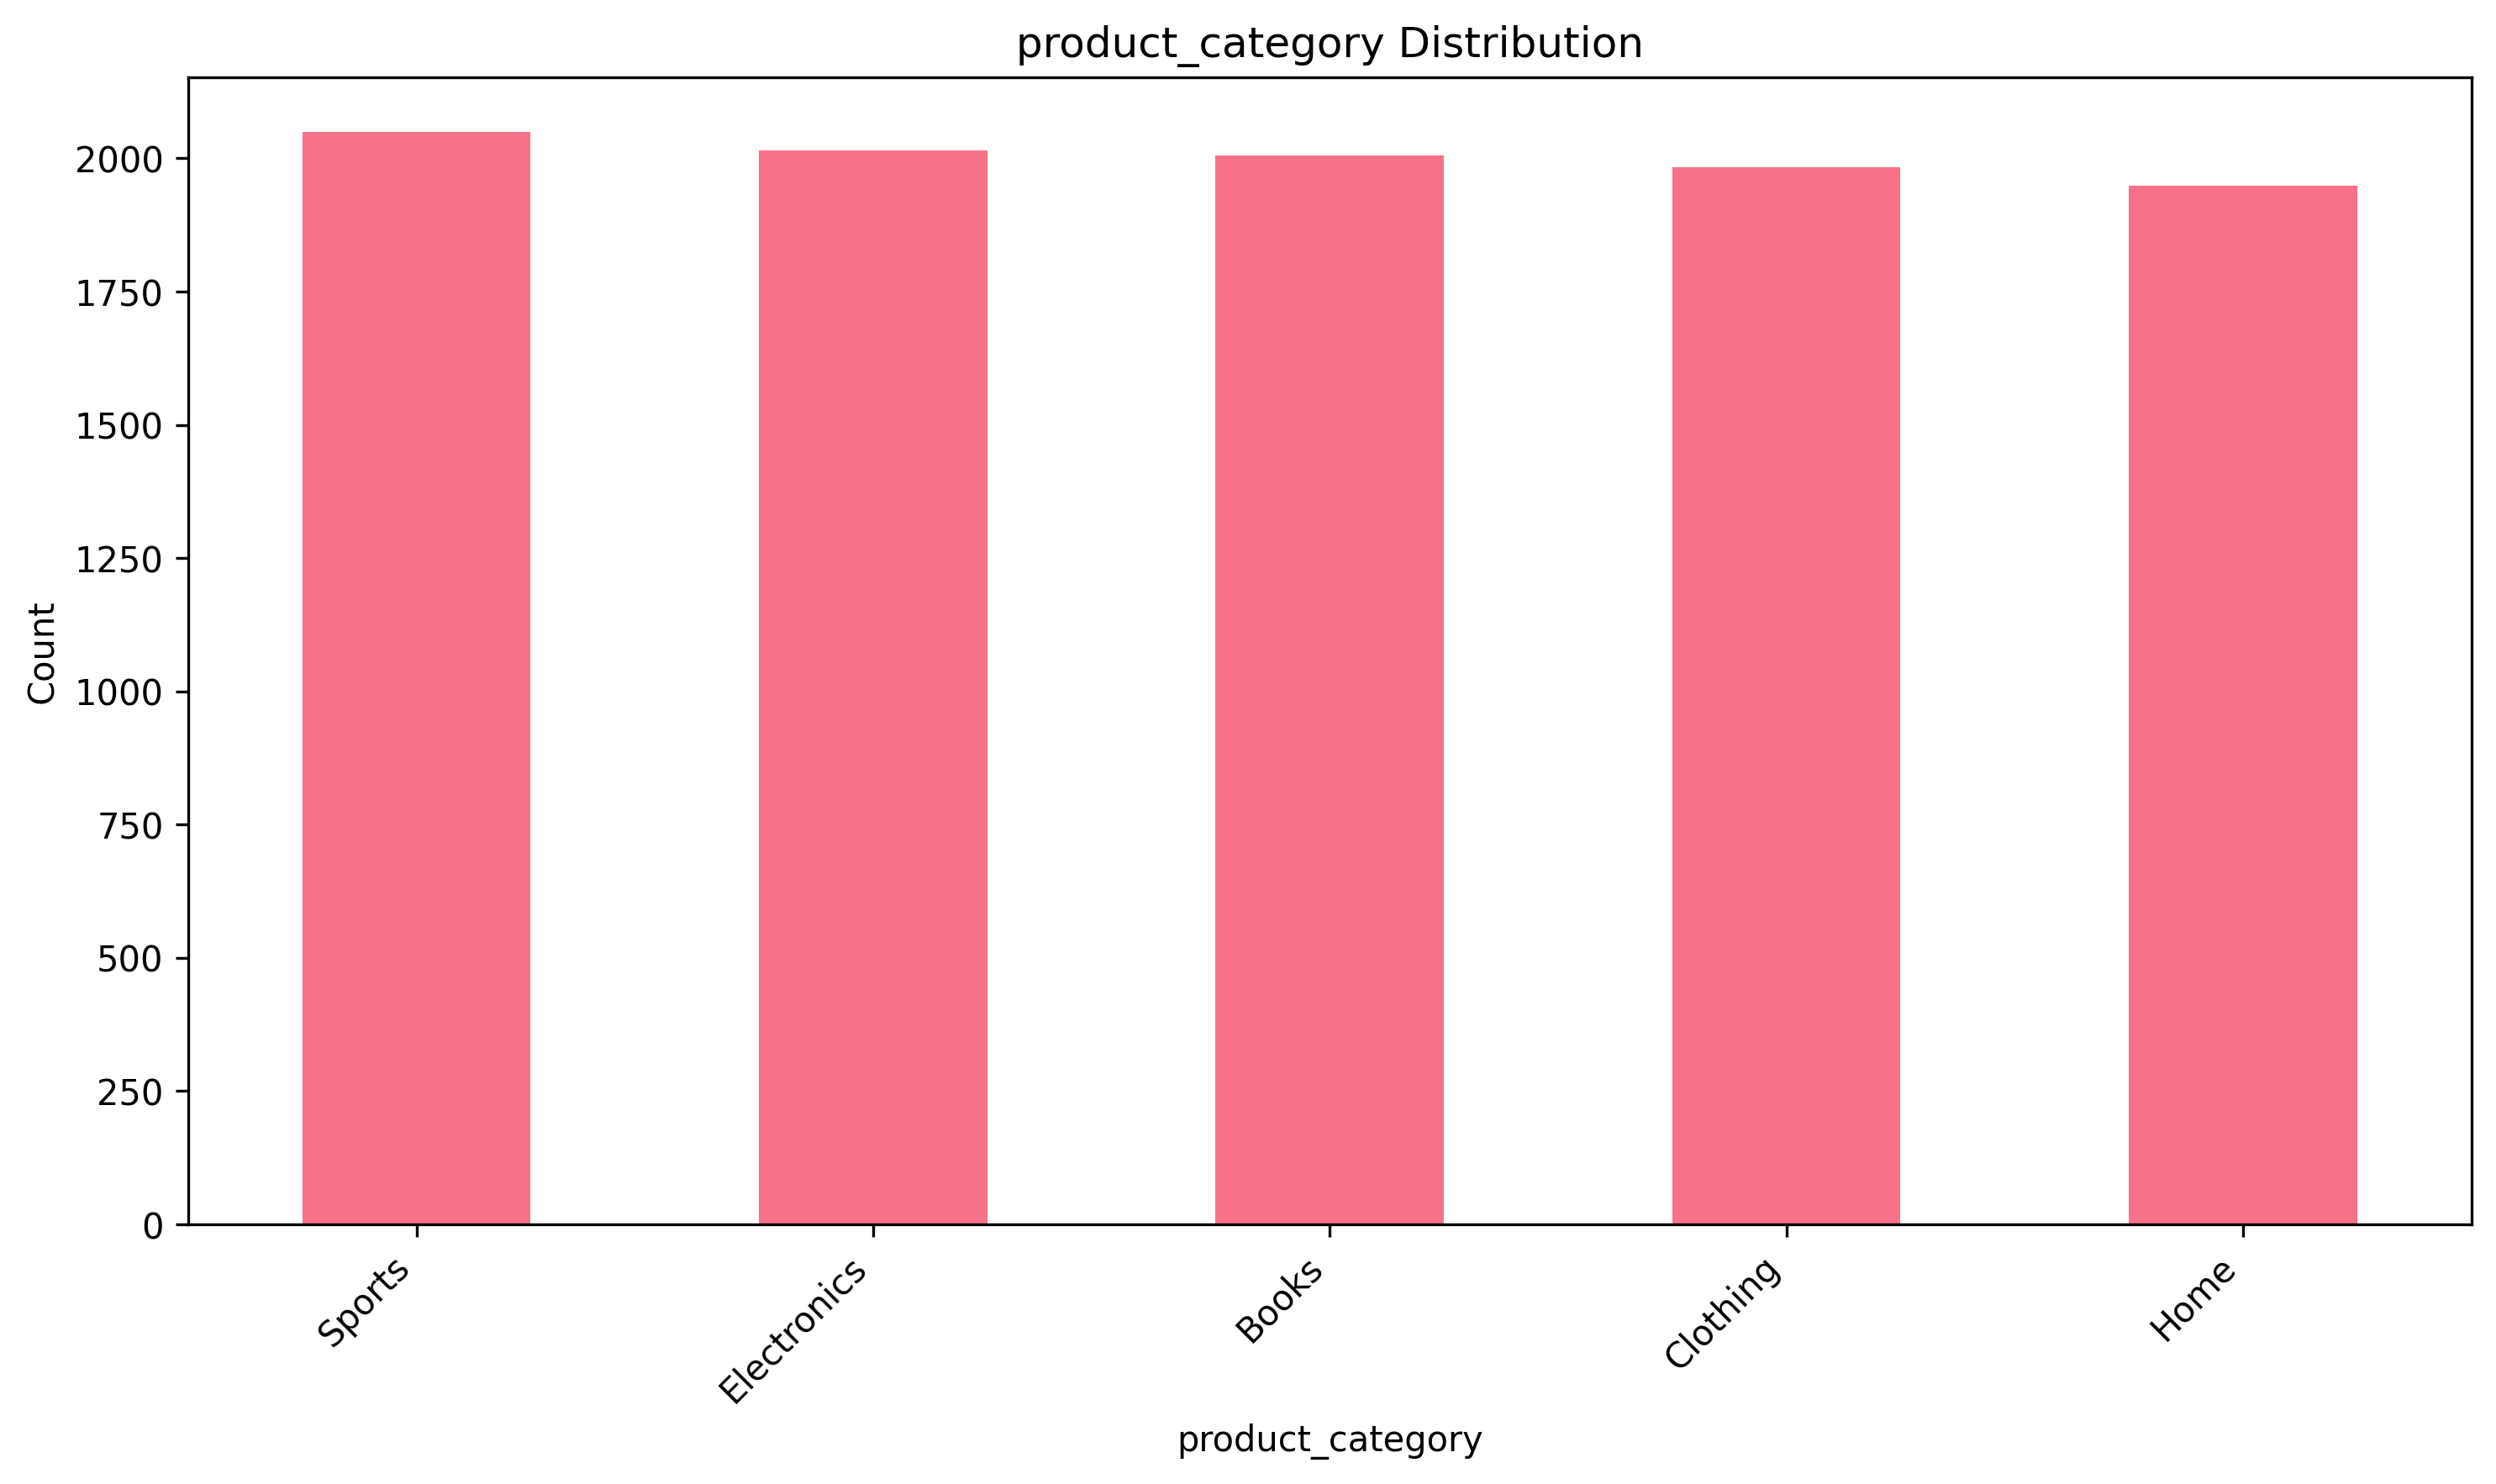 product_category Distribution
2000
1750
1500
1250
1000
750
500
250
0
Count
Sports
Electronics
Books
Clothing
Home
product_category